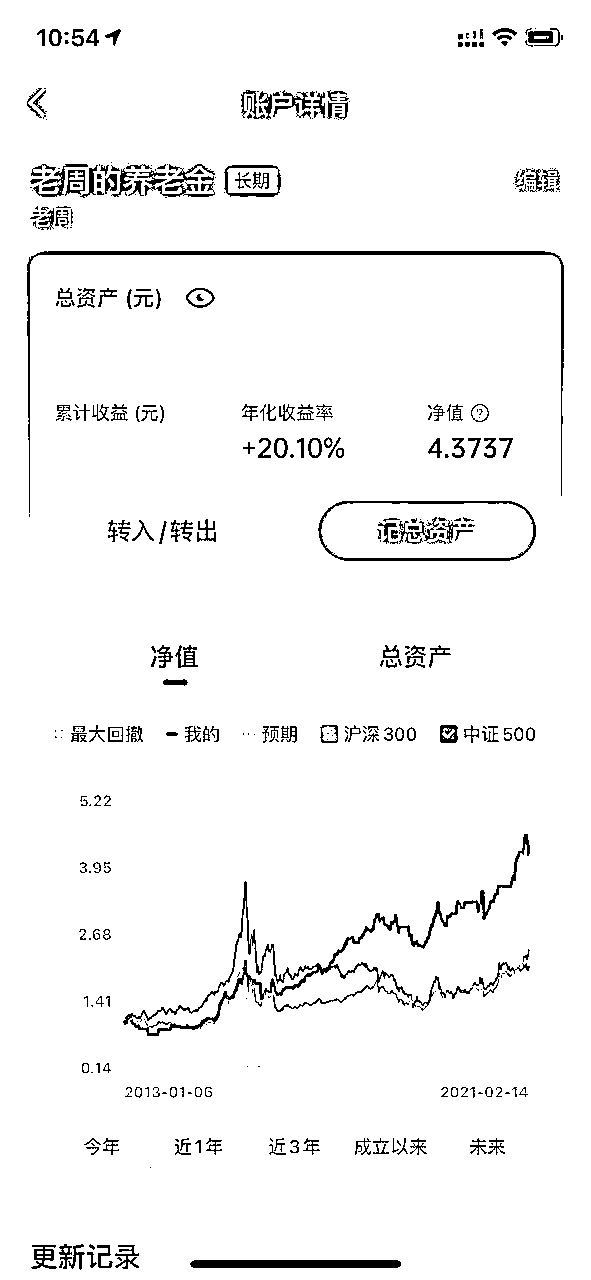 10:54
账户详情
老周的养老金 长期 编辑
老周
总资产 (元)
累计收益 (元) 年化收益率 净值 ?
+20.10% 4.3737
转入/转出 记总资产
净值 总资产
最大回撤 我的 预期 沪深300 中证500
5.22
3.95
2.68
1.41
0.14
2013-01-06 2021-02-14
今年 近1年 近3年 成立以来 未来
更新记录